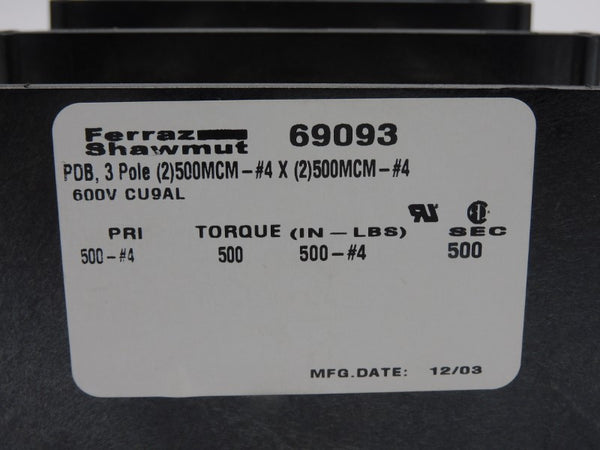 Ferraz
Shawmut 69093
PDB, 3 Pole (2)500MCM-#4 X (2)500MCM-#4
600V CU9AL
PRI TORQUE (IN-LBS) SEC
500-#4 500 500-#4 500
MFG.DATE: 12/03